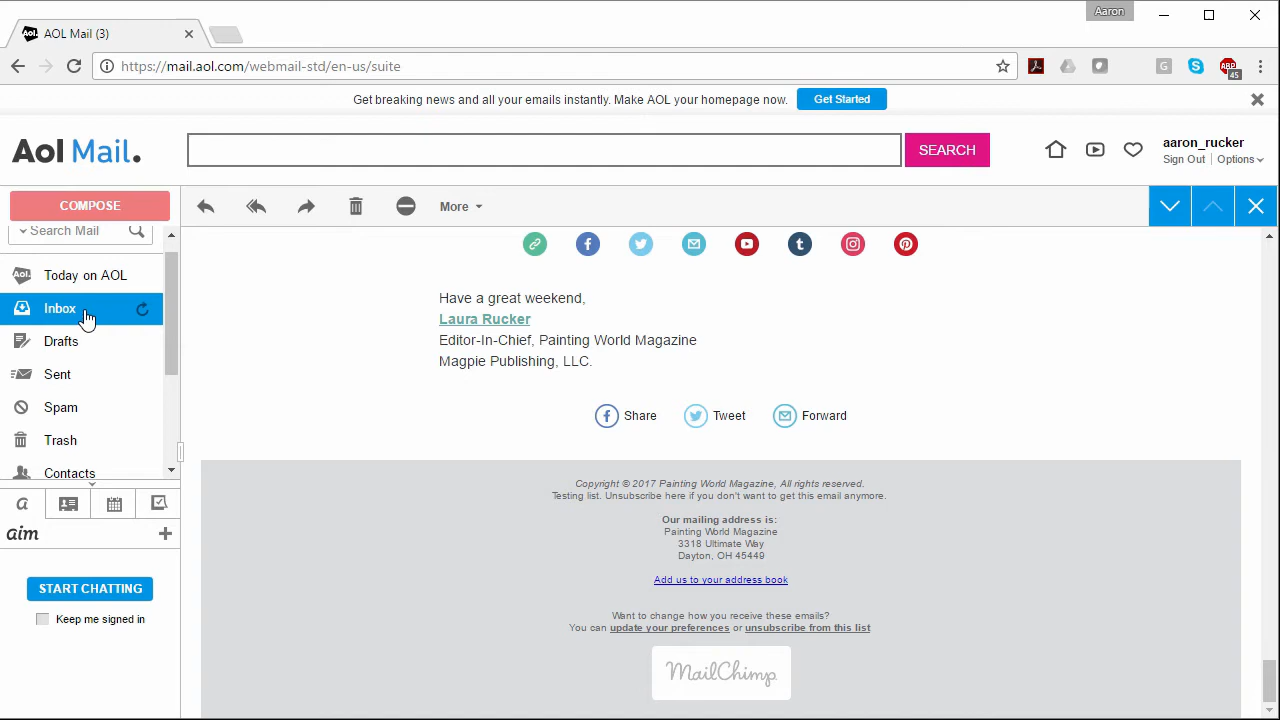 Aaron
Aol. AOL Mail (3)
https://mail.aol.com/webmail-std/en-us/suite
G
ABP
45
Get breaking news and all your emails instantly. Make AOL your homepage now. Get Started
Aol Mail.
SEARCH
aaron_rucker
Sign Out | Options
COMPOSE
More
Search Mail
Aol. Today on AOL
Inbox
Drafts
Sent
Spam
Trash
Contacts
a
aim +
START CHATTING
Keep me signed in
Have a great weekend,
Laura Rucker
Editor-In-Chief, Painting World Magazine
Magpie Publishing, LLC.
Share Tweet Forward
Copyright © 2017 Painting World Magazine, All rights reserved.
Testing list. Unsubscribe here if you don't want to get this email anymore.
Our mailing address is:
Painting World Magazine
3318 Ultimate Way
Dayton, OH 45449
Add us to your address book
Want to change how you receive these emails?
You can update your preferences or unsubscribe from this list
MailChimp